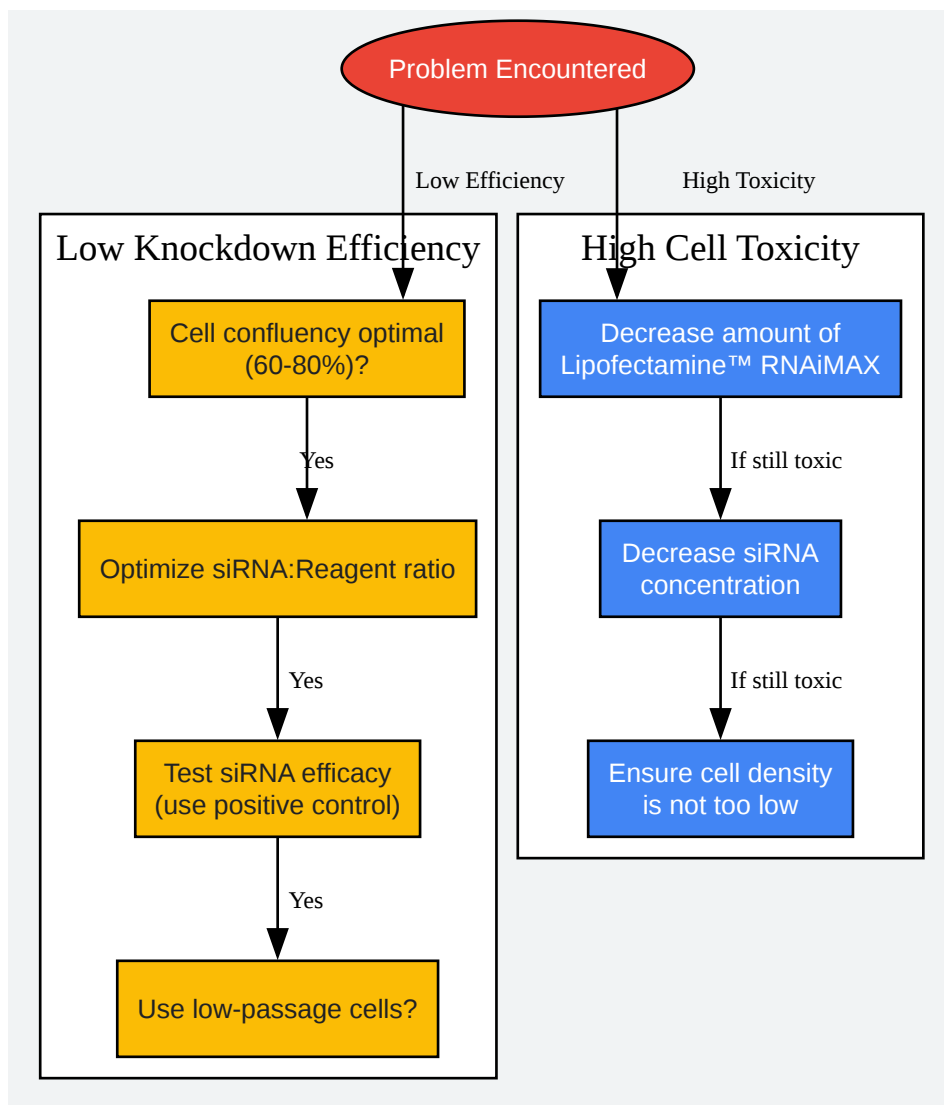 Problem Encountered
Low Efficiency
High Toxicity
Low Knockdown Efficiency
Cell confluency optimal
(60-80%)?
Yes
Optimize siRNA:Reagent ratio
Yes
Test siRNA efficacy
(use positive control)
Yes
Use low-passage cells?
High Cell Toxicity
Decrease amount of
Lipofectamine™ RNAiMAX
If still toxic
Decrease siRNA
concentration
If still toxic
Ensure cell density
is not too low